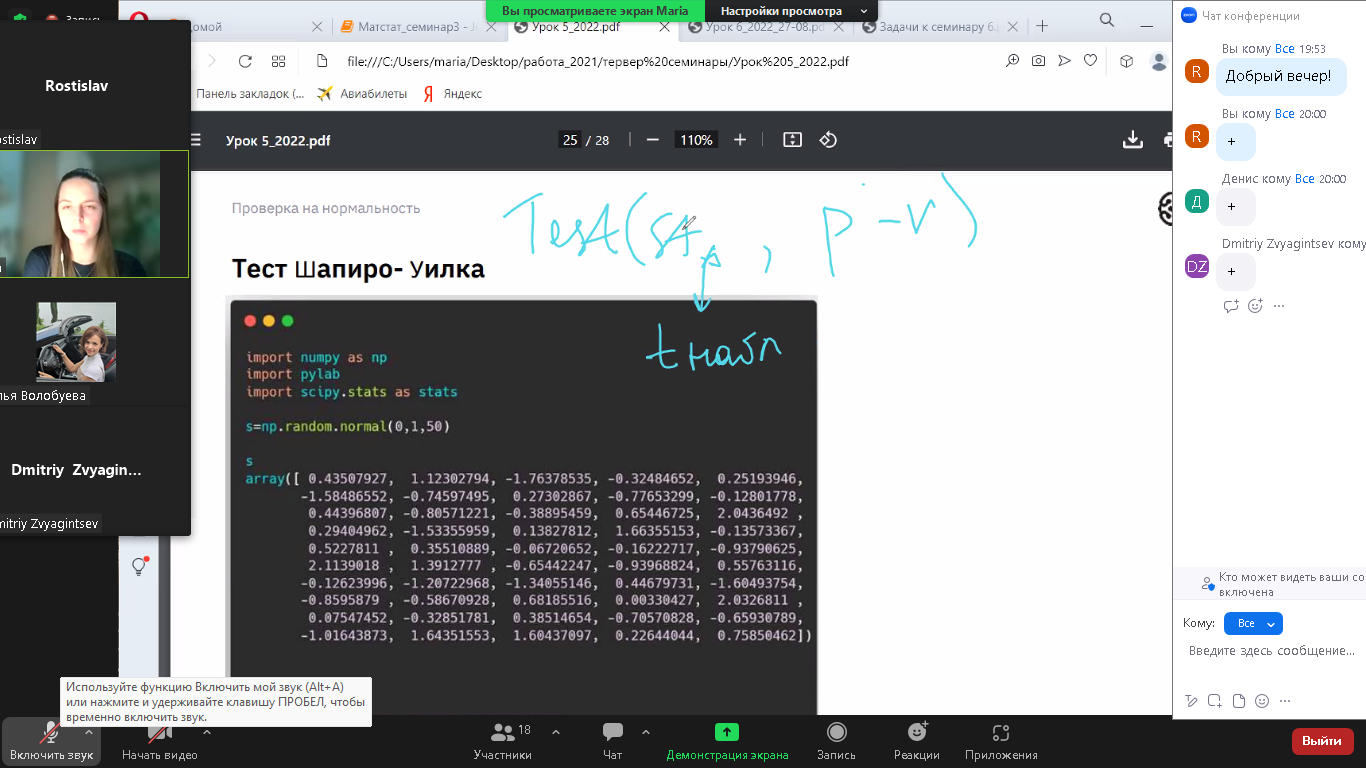 Вы просматриваете экран Maria
Настройки просмотра
Запись
Rostislav
ostislav
лья Волобуева
Dmitriy Zvyagin...
mitriy Zvyagintsev
домой
Матстат_семинар3 - J
Урок 5_2022.pdf
Урок 6_2022_27-08.pd
Задачи к семинару 6.
file:///C:/Users/maria/Desktop/работа_2021/тервер%20семинары/Урок%205_2022.pdf
Панель закладок (...
Авиабилеты
Яндекс
Урок 5_2022.pdf
25 / 28
110%
Проверка на нормальность
Test(st, p-v)
t набл
Тест Шапиро- Уилка
import numpy as np
import pylab
import scipy.stats as stats
s=np.random.normal(0,1,50)
s
array([ 0.43507927, 1.12302794, -1.76378535, -0.32484652, 0.25193946,
-1.58486552, -0.74597495, 0.27302867, -0.77653299, -0.12801778,
0.44396807, -0.80571221, -0.38895459, 0.65446725, 2.0436492 ,
0.29404962, -1.53355959, 0.13827812, 1.66355153, -0.13573367,
0.5227811 , 0.35510889, -0.06720652, -0.16222717, -0.93790625,
2.1139018 , 1.3912777 , -0.65442247, -0.93968824, 0.55763116,
-0.12623996, -1.20722968, -1.34055146, 0.44679731, -1.60493754,
-0.8595879 , -0.58670928, 0.68185516, 0.00330427, 2.0326811 ,
0.07547452, -0.32851781, 0.38514654, -0.70570828, -0.65930789,
-1.01643873, 1.64351553, 1.60437097, 0.22644044, 0.75850462])
Используйте функцию Включить мой звук (Alt+A)
или нажмите и удерживайте клавишу ПРОБЕЛ, чтобы
временно включить звук.
Включить звук
Начать видео
Участники
18
Чат
Демонстрация экрана
Запись
Реакции
Приложения
Выйти
Чат конференции
Вы кому Все 19:53
R
Добрый вечер!
Вы кому Все 20:00
R
+
Денис кому Все 20:00
Д
+
Dmitriy Zvyagintsev кому
DZ
+
Кто может видеть ваши со
включена
Кому:
Все
Введите здесь сообщение...